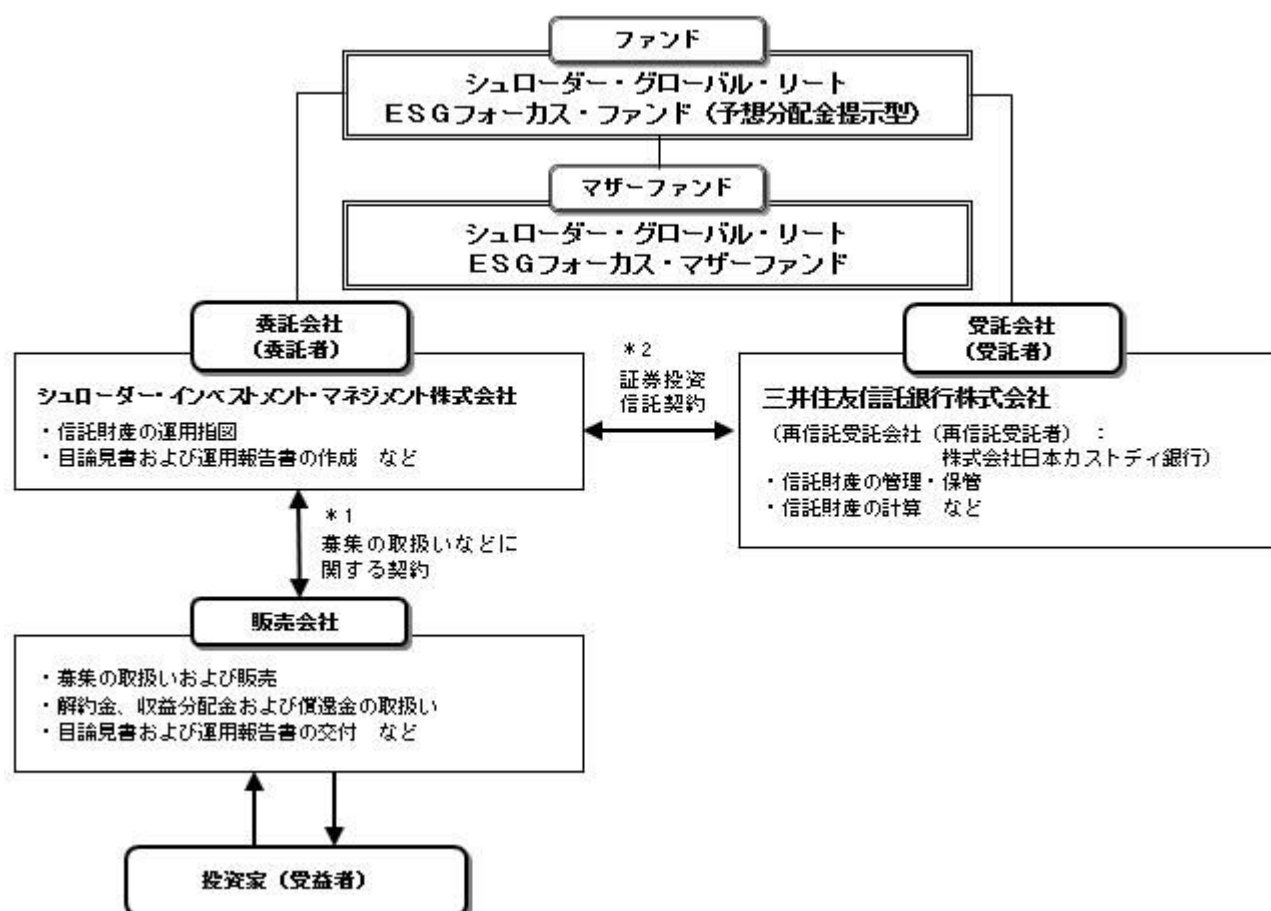 ファンド
シュローダー・グローバル・リート
ESGフォーカス・ファンド（予想分配金提示型）
マザーファンド
シュローダー・グローバル・リート
ESGフォーカス・マザーファンド
委託会社
（委託者）
シュローダー・インベストメント・マネジメント株式会社
・信託財産の運用指図
・目論見書および運用報告書の作成　など
＊2
証券投資
信託契約
受託会社
（受託者）
三井住友信託銀行株式会社
（再信託受託会社（再信託受託者）：
株式会社日本カストディ銀行）
・信託財産の管理・保管
・信託財産の計算　など
＊1
募集の取扱いなどに
関する契約
販売会社
・募集の取扱いおよび販売
・解約金、収益分配金および償還金の取扱い
・目論見書および運用報告書の交付　など
投資家（受益者）